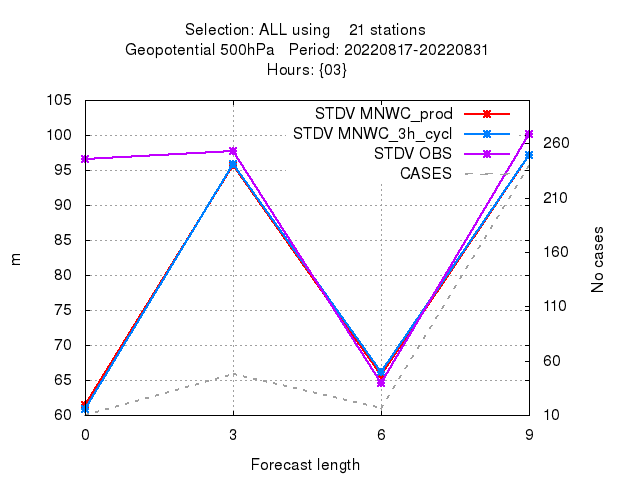 Selection: ALL using    21 stations
Geopotential 500hPa   Period: 20220817-20220831
Hours: {03}
105
100
95
90
85
80
75
70
65
60
m
STDV MNWC_prod
STDV MNWC_3h_cycl
STDV OBS
CASES
260
210
160
110
60
10
No cases
0 3 6 9
Forecast length